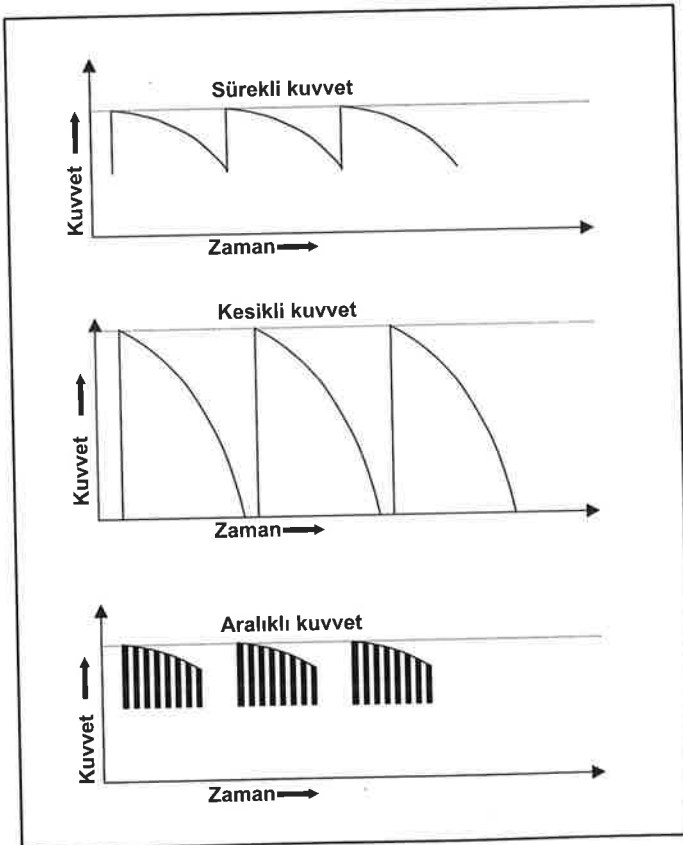 Sürekli kuvvet
Kuvvet
Zaman
Kesikli kuvvet
Kuvvet
Zaman
Aralıklı kuvvet
Kuvvet
Zaman